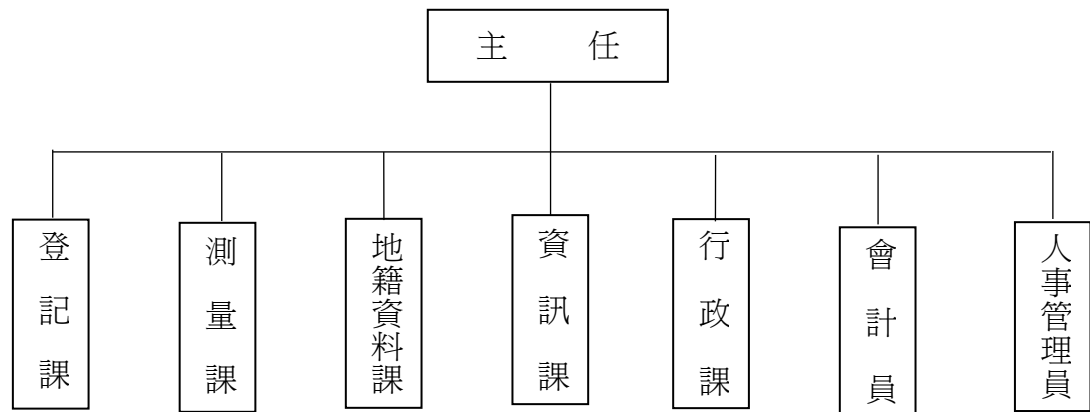 主任
登記課
測量課
地籍資料課
資訊課
行政課
會計員
人事管理員